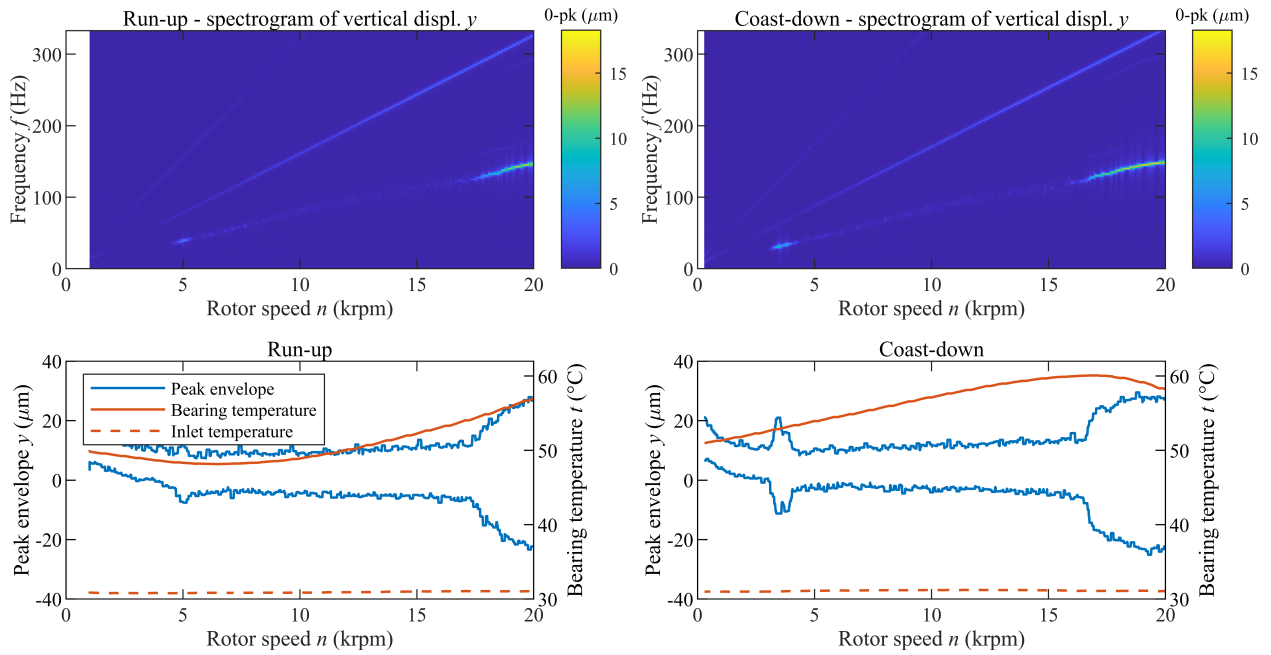 Run-up - spectrogram of vertical displ. y
0-pk (μm)
Frequency f (Hz)
300
200
100
0
15
10
5
0
0 5 10 15 20
Rotor speed n (krpm)
Coast-down - spectrogram of vertical displ. y
0-pk (μm)
Frequency f (Hz)
300
200
100
0
15
10
5
0
0 5 10 15 20
Rotor speed n (krpm)
Run-up
Peak envelope y (μm)
40
20
0
-20
-40
Peak envelope
Bearing temperature
Inlet temperature
60
50
40
30
Bearing temperature t (°C)
0 5 10 15 20
Rotor speed n (krpm)
Coast-down
Peak envelope y (μm)
40
20
0
-20
-40
60
50
40
30
Bearing temperature t (°C)
0 5 10 15 20
Rotor speed n (krpm)